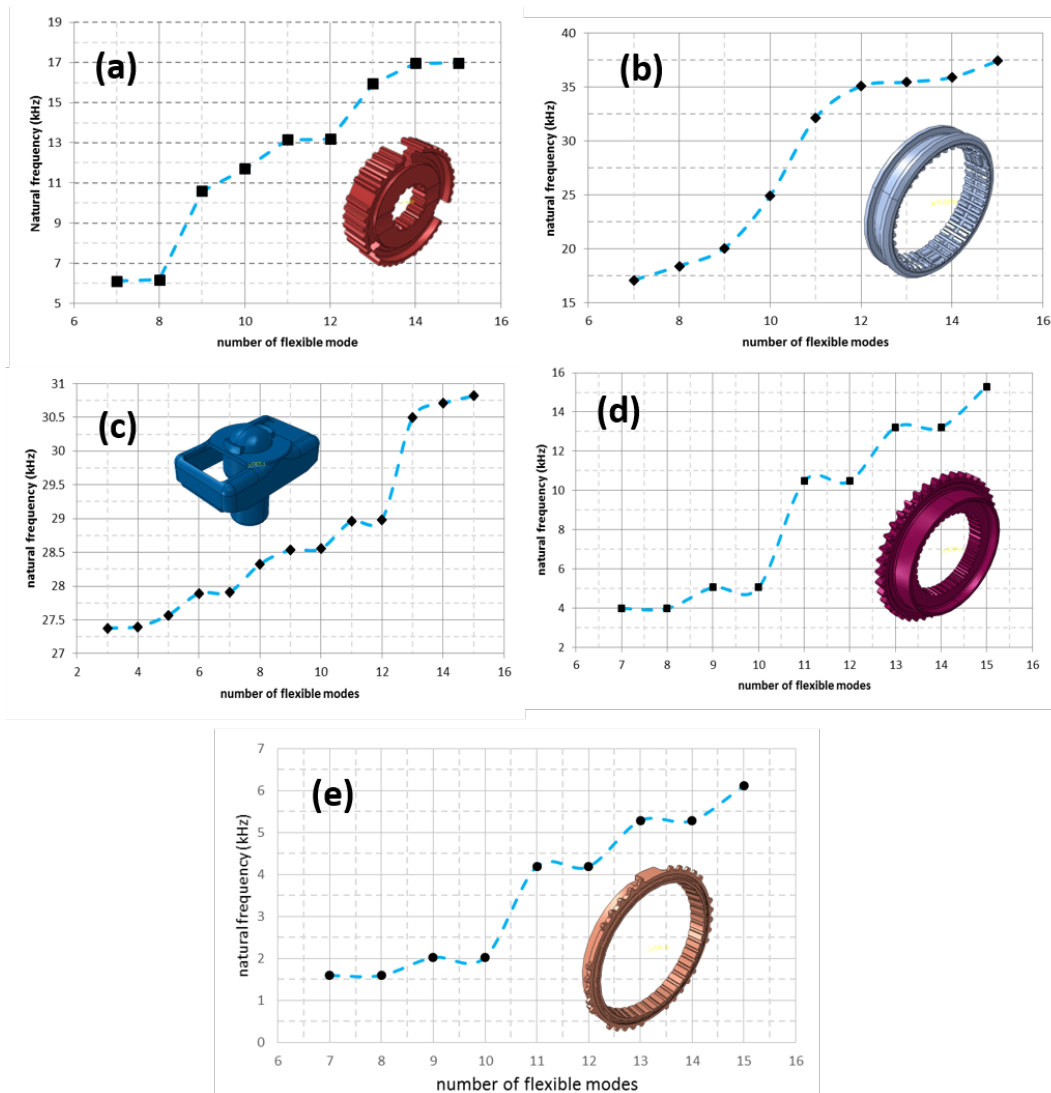 (a)
Natural frequency (kHz)
19
17
15
13
11
9
7
5
6 8 10 12 14 16
number of flexible mode
(b)
natural frequency (kHz)
40
35
30
25
20
15
6 8 10 12 14 16
number of flexible modes
(c)
natural frequency (kHz)
31
30.5
30
29.5
29
28.5
28
27.5
27
2 4 6 8 10 12 14 16
number of flexible modes
(d)
natural frequency (kHz)
16
14
12
10
8
6
4
2
5 6 7 8 9 10 11 12 13 14 15 16
number of flexible modes
(e)
natural frequency (kHz)
7
6
5
4
3
2
1
0
6 7 8 9 10 11 12 13 14 15 16
number of flexible modes